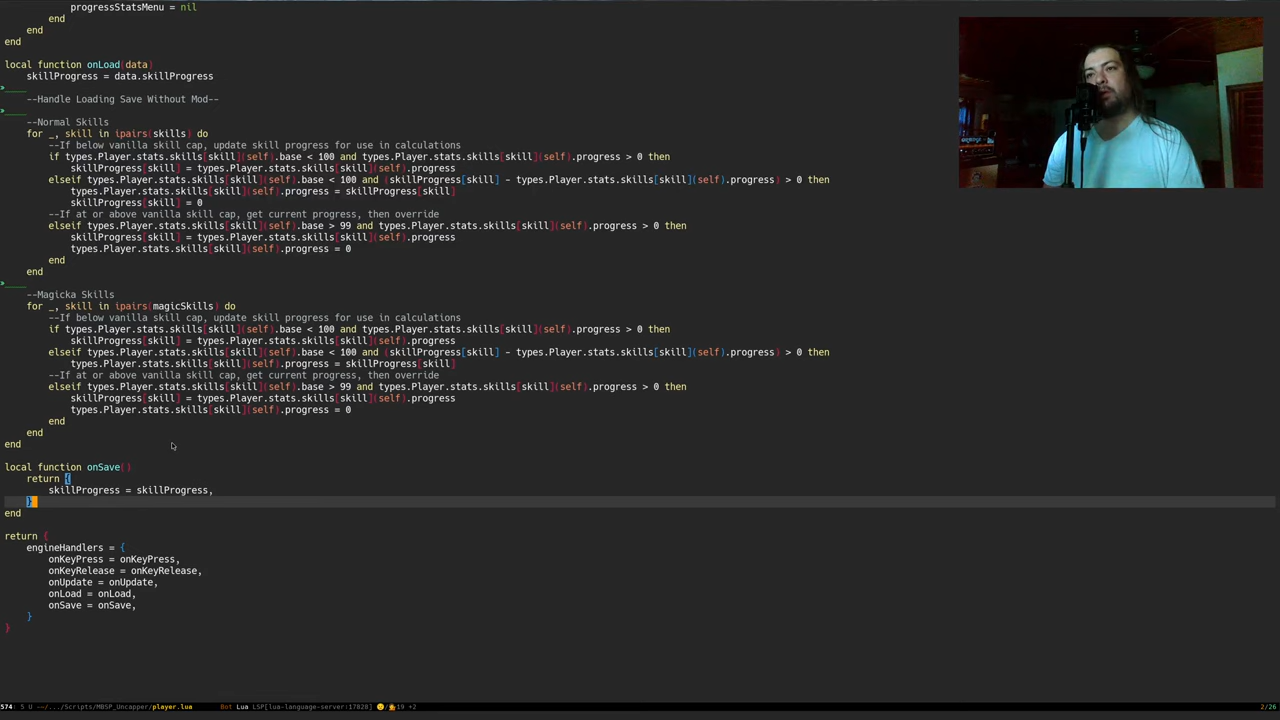 progressStatsMenu = nil
end
end
end
local function onLoad(data)
skillProgress = data.skillProgress
--Handle Loading Save Without Mod--
--Normal Skills
for _, skill in ipairs(skills) do
--If below vanilla skill cap, update skill progress for use in calculations
if types.Player.stats.skills[skill](self).base < 100 and types.Player.stats.skills[skill](self).progress > 0 then
skillProgress[skill] = types.Player.stats.skills[skill](self).progress
elseif types.Player.stats.skills[skill](self).base < 100 and (skillProgress[skill] - types.Player.stats.skills[skill](self).progress) > 0 then
types.Player.stats.skills[skill](self).progress = skillProgress[skill]
skillProgress[skill] = 0
--If at or above vanilla skill cap, get current progress, then override
elseif types.Player.stats.skills[skill](self).base > 99 and types.Player.stats.skills[skill](self).progress > 0 then
skillProgress[skill] = types.Player.stats.skills[skill](self).progress
types.Player.stats.skills[skill](self).progress = 0
end
end
--Magicka Skills
for _, skill in ipairs(magicSkills) do
--If below vanilla skill cap, update skill progress for use in calculations
if types.Player.stats.skills[skill](self).base < 100 and types.Player.stats.skills[skill](self).progress > 0 then
skillProgress[skill] = types.Player.stats.skills[skill](self).progress
elseif types.Player.stats.skills[skill](self).base < 100 and (skillProgress[skill] - types.Player.stats.skills[skill](self).progress) > 0 then
types.Player.stats.skills[skill](self).progress = skillProgress[skill]
--If at or above vanilla skill cap, get current progress, then override
elseif types.Player.stats.skills[skill](self).base > 99 and types.Player.stats.skills[skill](self).progress > 0 then
skillProgress[skill] = types.Player.stats.skills[skill](self).progress
types.Player.stats.skills[skill](self).progress = 0
end
end
end
local function onSave()
return {
skillProgress = skillProgress,
}
end
return {
engineHandlers = {
onKeyPress = onKeyPress,
onKeyRelease = onKeyRelease,
onUpdate = onUpdate,
onLoad = onLoad,
onSave = onSave,
}
}
574: 5 U -~/.../Scripts/MBSP_Uncapper/player.lua Bot Lua LSP[lua-language-server:17828] 19 +2 2/26